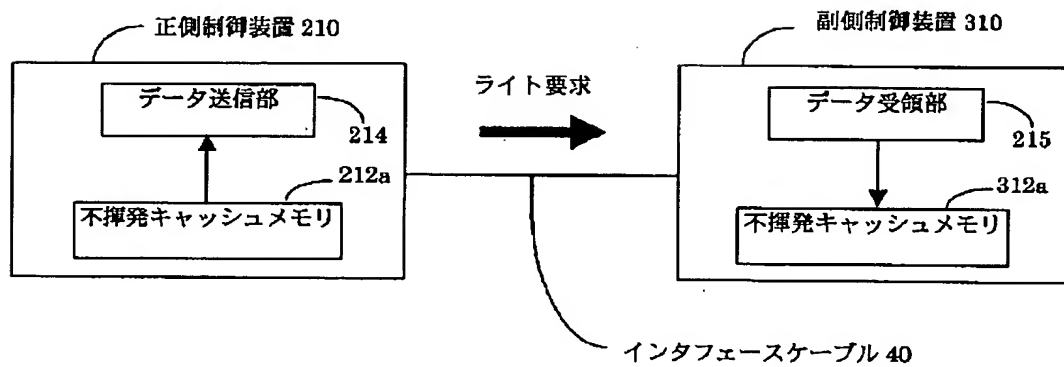 正側制御装置 210
副側制御装置 310
データ送信部
214
ライト要求
データ受領部
215
212a
不揮発キャッシュメモリ
312a
不揮発キャッシュメモリ
インタフェースケーブル 40